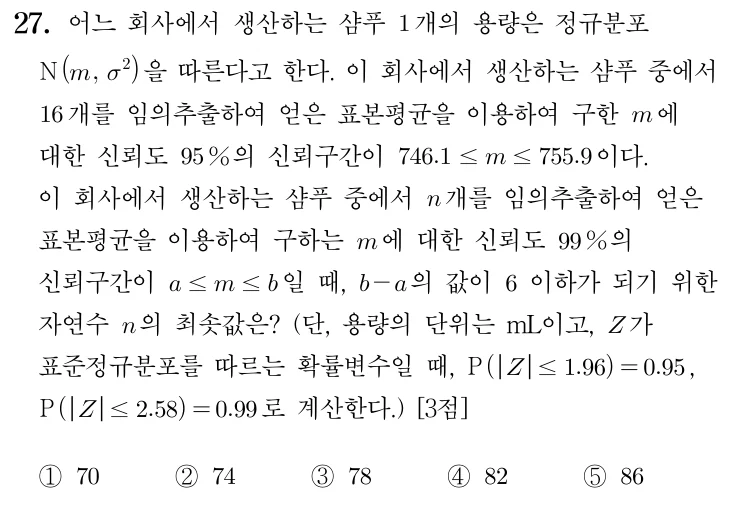 27. 어느 회사에서 생산하는 샴푸 1개의 용량은 정규분포
N(m, σ²)을 따른다고 한다. 이 회사에서 생산하는 샴푸 중에서
16개를 임의추출하여 얻은 표본평균을 이용하여 구한 m에
대한 신뢰도 95%의 신뢰구간이 746.1 ≤ m ≤ 755.9이다.
이 회사에서 생산하는 샴푸 중에서 n개를 임의추출하여 얻은
표본평균을 이용하여 구하는 m에 대한 신뢰도 99%의
신뢰구간이 a ≤ m ≤ b일 때, b-a의 값이 6 이하가 되기 위한
자연수 n의 최솟값은? (단, 용량의 단위는 mL이고, Z가
표준정규분포를 따르는 확률변수일 때, P(|Z| ≤ 1.96) = 0.95,
P(|Z| ≤ 2.58) = 0.99로 계산한다.) [3점]
① 70 ② 74 ③ 78 ④ 82 ⑤ 86